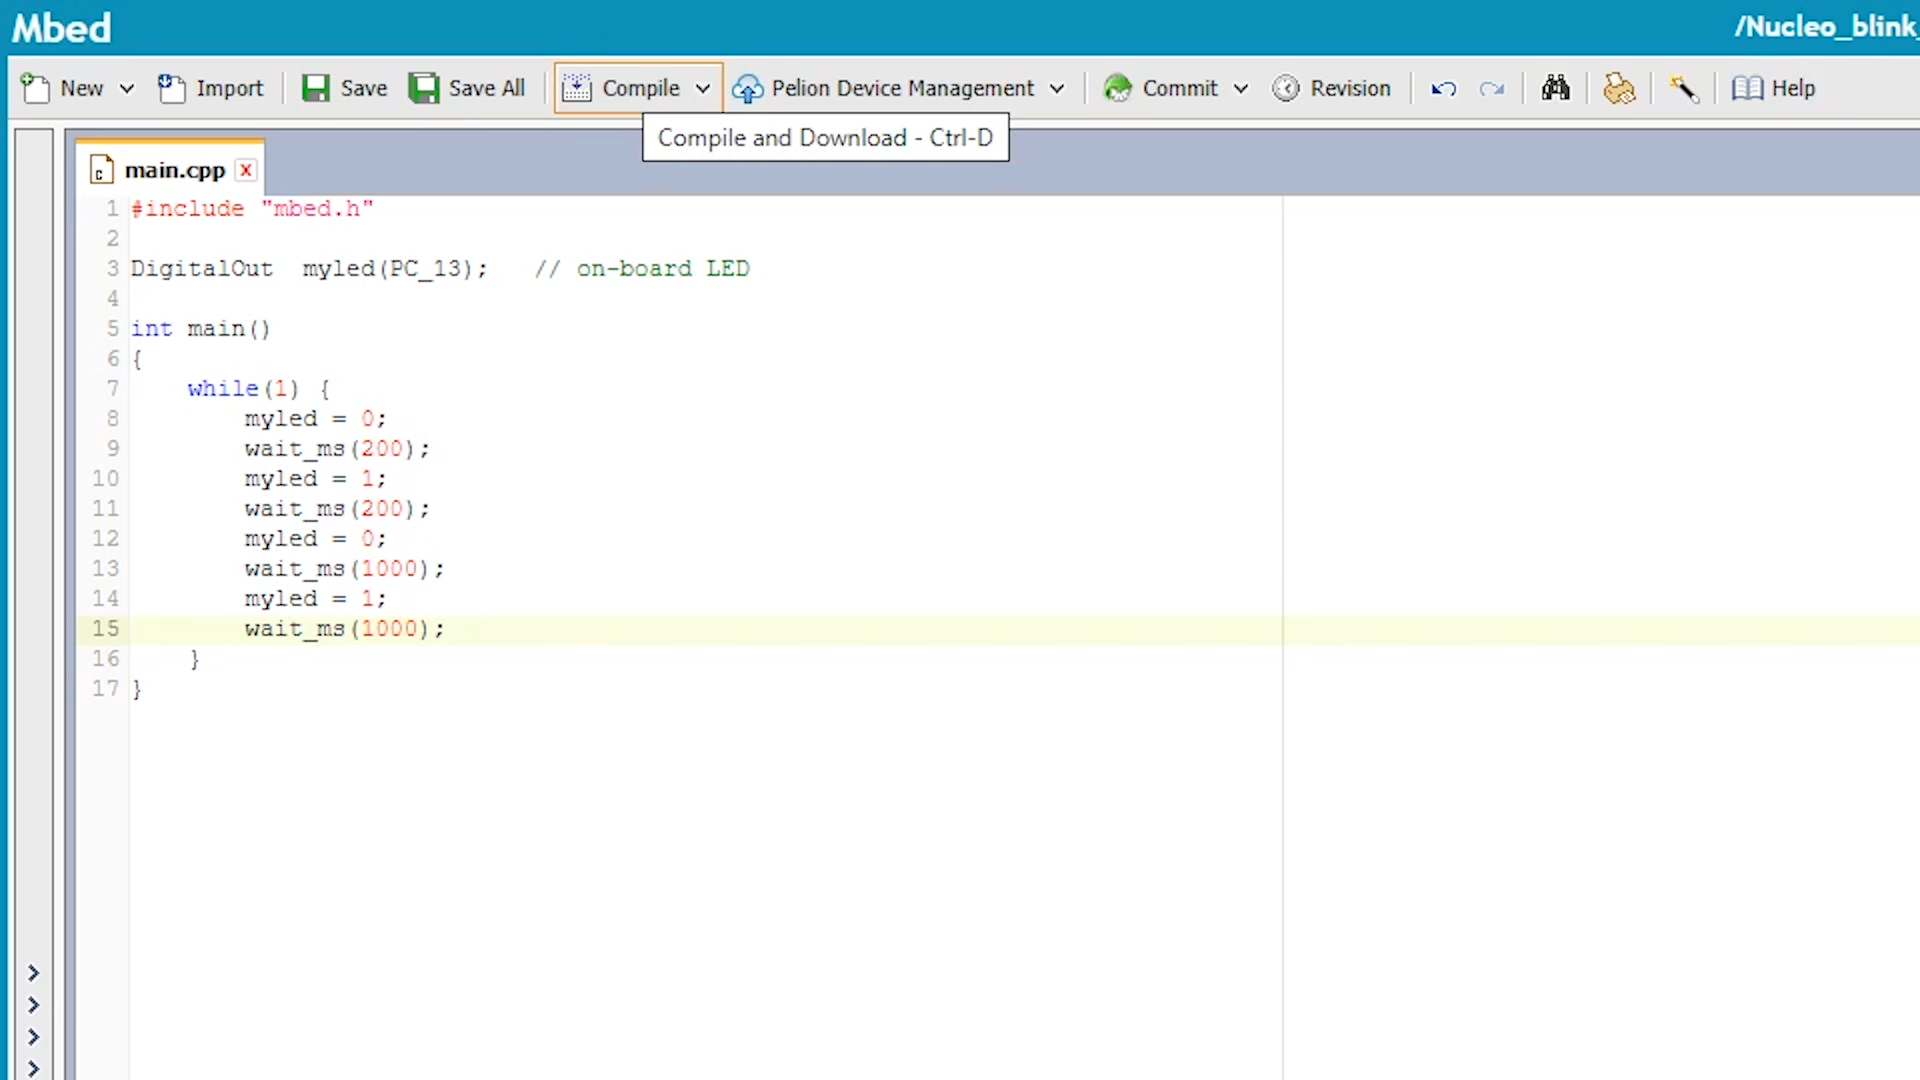 Mbed /Nucleo_blink_
New Import Save Save All Compile Pelion Device Management Commit Revision Help
Compile and Download - Ctrl-D
main.cpp
1 #include "mbed.h"
2
3 DigitalOut  myled(PC_13);   // on-board LED
4
5 int main()
6 {
7     while(1) {
8         myled = 0;
9         wait_ms(200);
10         myled = 1;
11         wait_ms(200);
12         myled = 0;
13         wait_ms(1000);
14         myled = 1;
15         wait_ms(1000);
16     }
17 }